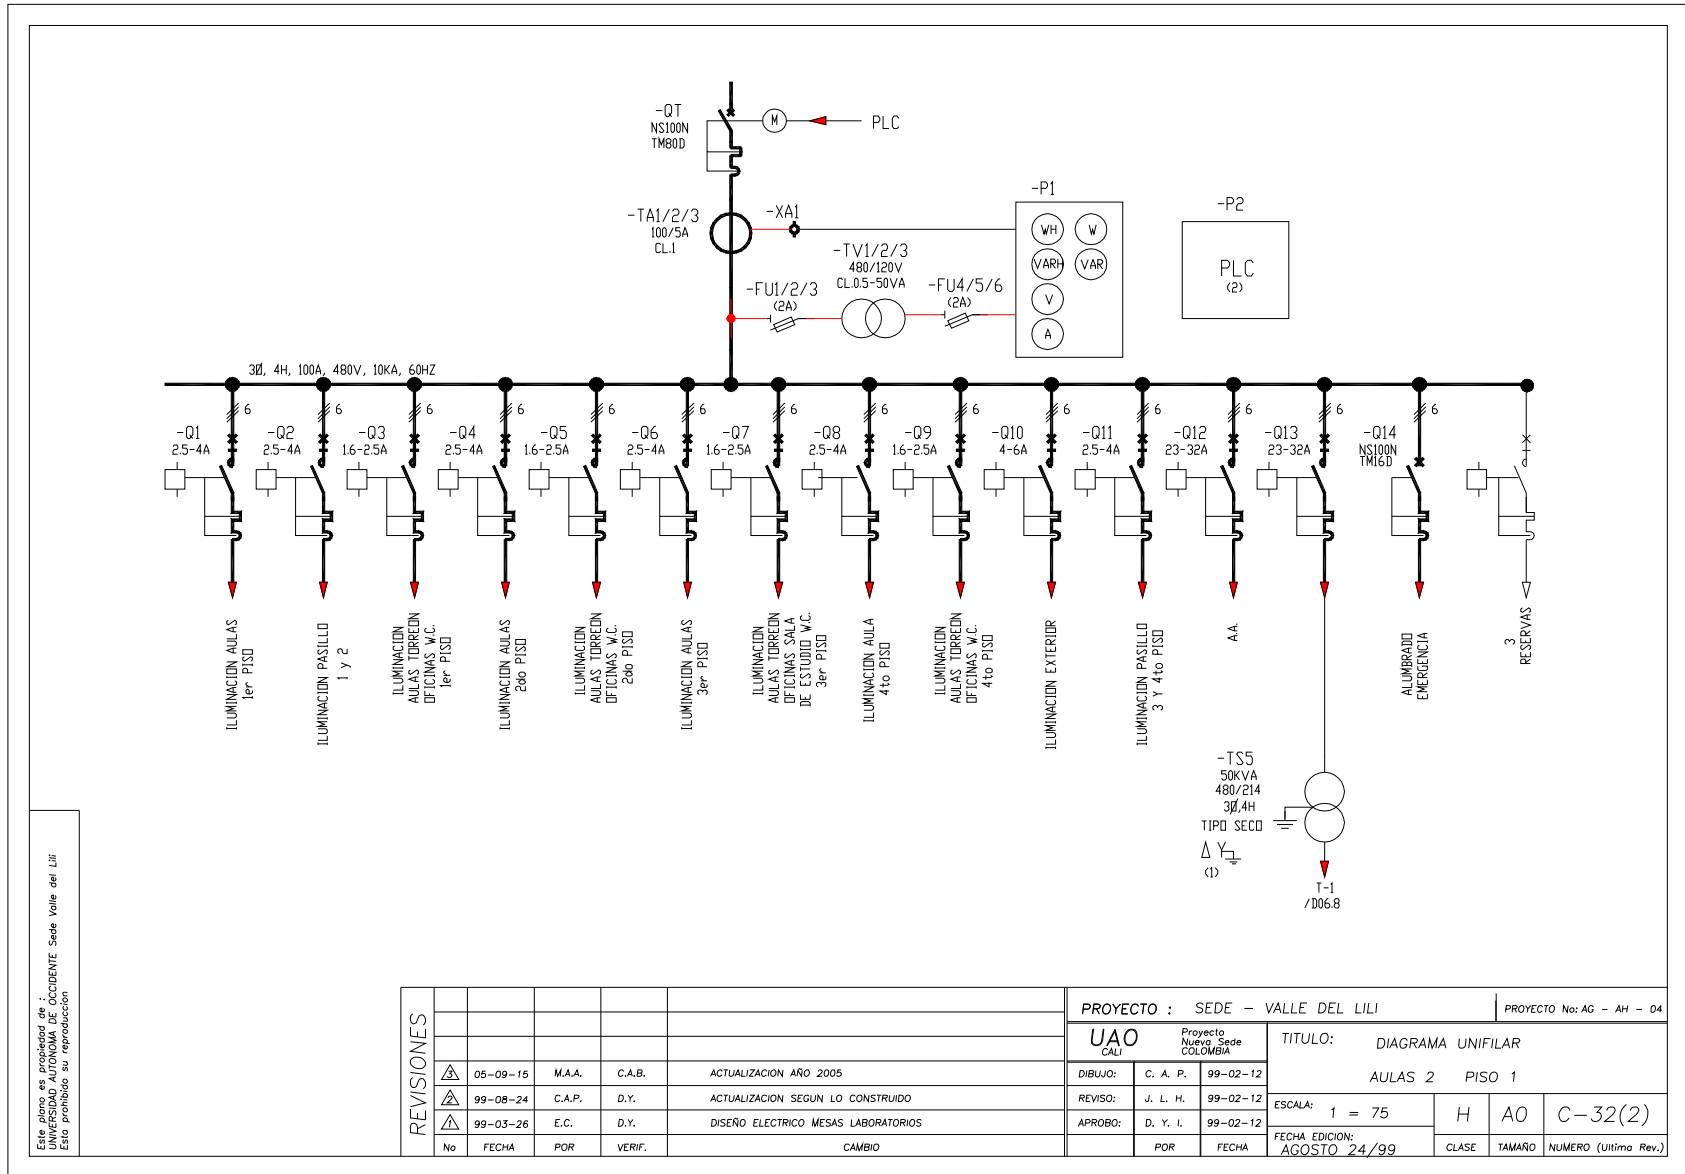 -QT
NS100N
TM80D
M
PLC
-TA1/2/3
100/5A
CL.1
-XA1
-TV1/2/3
480/120V
CL.0.5-50VA
-FU1/2/3
(2A)
-FU4/5/6
(2A)
-P1
WH
W
VARH
VAR
V
A
-P2
PLC
(2)
3Ø, 4H, 100A, 480V, 10KA, 60HZ
6
6
6
6
6
6
6
6
6
6
6
6
6
6
-Q1
2.5-4A
-Q2
2.5-4A
-Q3
1.6-2.5A
-Q4
2.5-4A
-Q5
1.6-2.5A
-Q6
2.5-4A
-Q7
1.6-2.5A
-Q8
2.5-4A
-Q9
1.6-2.5A
-Q10
4-6A
-Q11
2.5-4A
-Q12
23-32A
-Q13
23-32A
-Q14
NS100N
TM16D
ILUMINACION AULAS
1er PISO
ILUMINACION PASILLO
1 y 2
ILUMINACION
AULAS TORREON
OFICINAS W.C.
1er PISO
ILUMINACION AULAS
2do PISO
ILUMINACION
AULAS TORREON
OFICINAS W.C.
2do PISO
ILUMINACION AULAS
3er PISO
ILUMINACION
AULAS TORREON
OFICINAS SALA
DE ESTUDIO W.C.
3er PISO
ILUMINACION AULA
4to PISO
ILUMINACION
AULAS TORREON
OFICINAS W.C.
4to PISO
ILUMINACION EXTERIOR
ILUMINACION PASILLO
3 Y 4to PISO
A.A.
ALUMBRADO
EMERGENCIA
3
RESERVAS
-TS5
50KVA
480/214
3Ø,4H
TIPO SECO
Δ Y
(1)
T-1
/D06.8
Este plano es propiedad de :
UNIVERSIDAD AUTONOMA DE OCCIDENTE Sede Valle del Lili
Esta prohibido su reproduccion
REVISIONES
3 05-09-15 M.A.A. C.A.B. ACTUALIZACION AÑO 2005
2 99-08-24 C.A.P. D.Y. ACTUALIZACION SEGUN LO CONSTRUIDO
1 99-03-26 E.C. D.Y. DISEÑO ELECTRICO MESAS LABORATORIOS
No FECHA POR VERIF. CAMBIO
PROYECTO : SEDE - VALLE DEL LILI
PROYECTO No: AG - AH - 04
UAO
CALI
Proyecto
Nueva Sede
COLOMBIA
DIBUJO: C. A. P. 99-02-12
REVISO: J. L. H. 99-02-12
APROBO: D. Y. I. 99-02-12
POR FECHA
TITULO: DIAGRAMA UNIFILAR
AULAS 2 PISO 1
ESCALA: 1 = 75
FECHA EDICION:
AGOSTO 24/99
H A0 C-32(2)
CLASE TAMAÑO NUMERO (Ultima Rev.)